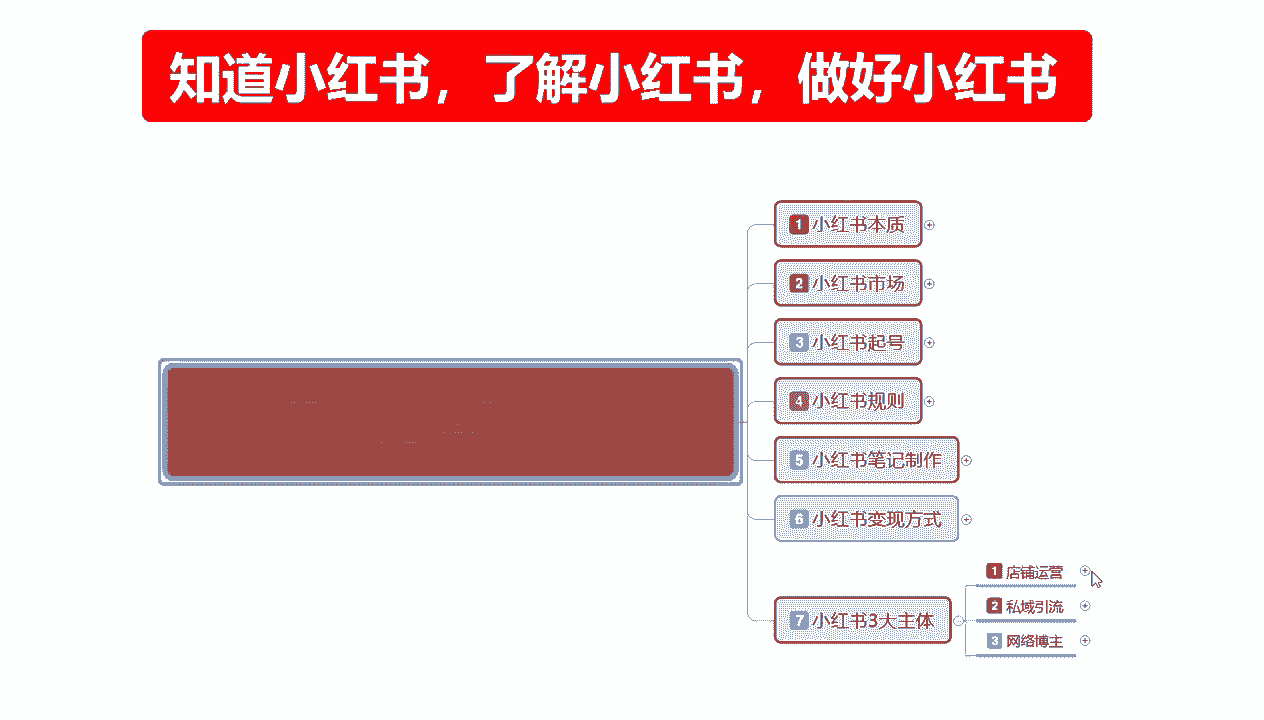 知道小红书，了解小红书，做好小红书
1 小红书本质
2 小红书市场
3 小红书起号
4 小红书规则
5 小红书笔记制作
6 小红书变现方式
7 小红书3大主体
1 店铺运营
2 私域引流
3 网络博主